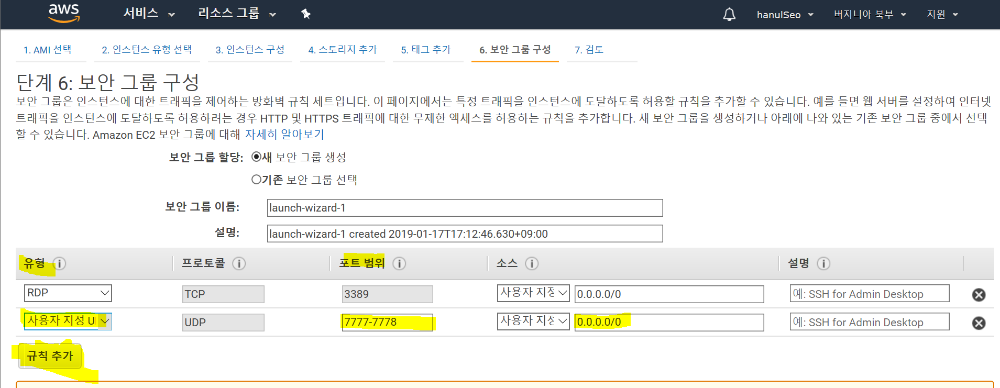 aws 서비스 리소스 그룹 hanulSeo 버지니아 북부 지원
1. AMI 선택 2. 인스턴스 유형 선택 3. 인스턴스 구성 4. 스토리지 추가 5. 태그 추가 6. 보안 그룹 구성 7. 검토
단계 6: 보안 그룹 구성
보안 그룹은 인스턴스에 대한 트래픽을 제어하는 방화벽 규칙 세트입니다. 이 페이지에서는 특정 트래픽을 인스턴스에 도달하도록 허용할 규칙을 추가할 수 있습니다. 예를 들면 웹 서버를 설정하여 인터넷
트래픽을 인스턴스에 도달하도록 허용하려는 경우 HTTP 및 HTTPS 트래픽에 대한 무제한 액세스를 허용하는 규칙을 추가합니다. 새 보안 그룹을 생성하거나 아래에 나와 있는 기존 보안 그룹 중에서 선택
할 수 있습니다. Amazon EC2 보안 그룹에 대해 자세히 알아보기
보안 그룹 할당: 새 보안 그룹 생성
기존 보안 그룹 선택
보안 그룹 이름: launch-wizard-1
설명: launch-wizard-1 created 2019-01-17T17:12:46.630+09:00
유형 프로토콜 포트 범위 소스 설명
RDP TCP 3389 사용자 지정 0.0.0.0/0 예: SSH for Admin Desktop
사용자 지정 U UDP 7777-7778 사용자 지정 0.0.0.0/0 예: SSH for Admin Desktop
규칙 추가